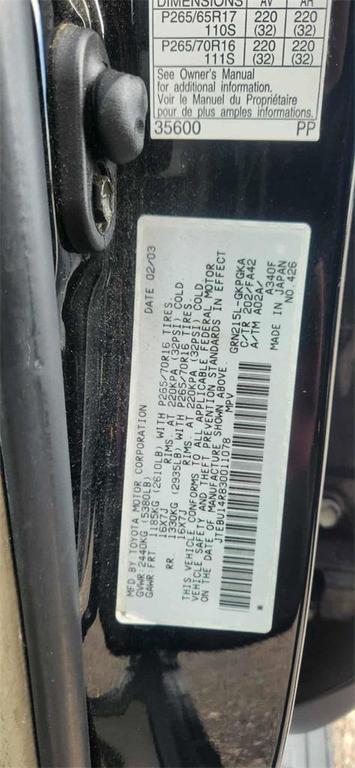 DIMENSIONS AV AR
P265/65R17 220 220
110S (32) (32)
P265/70R16 220 220
111S (32) (32)
See Owner's Manual
for additional information.
Voir le Manuel du Propriétaire
pour de plus amples informations.
35600 PP
MFD. BY TOYOTA MOTOR CORPORATION DATE 02/03
GVWR:2440KG (5380LB)
GAWR FRT 1185KG (2610LB) WITH P265/70R16 TIRES,
16X7J RIMS AT 220KPA (32PSI) COLD
RR 1330KG (2935LB) WITH P265/70R16 TIRES,
16X7J RIMS, AT 220KPA (32PSI) COLD
THIS VEHICLE CONFORMS TO ALL APPLICABLE FEDERAL MOTOR
VEHICLE SAFETY AND THEFT PREVENTION STANDARDS IN EFFECT
ON THE DATE OF MANUFACTURE SHOWN ABOVE.
JTEBU14R830011078 MPV
GRN215L-GKPGKA
C/TR 202/FA42
A/TM A02A/ A340F
MADE IN JAPAN
NO.426